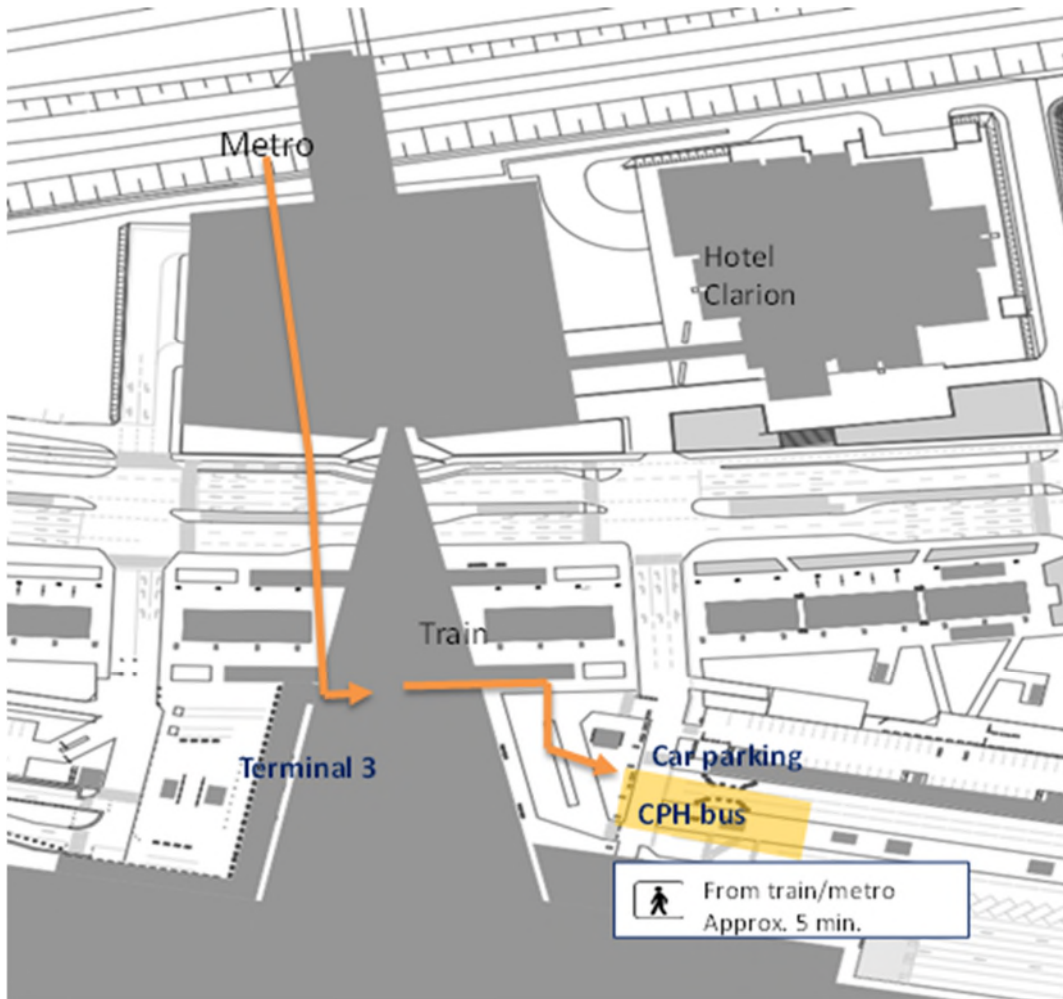 Metro
Hotel
Clarion
Train
Terminal 3
Car parking
CPH bus
From train/metro
Approx. 5 min.